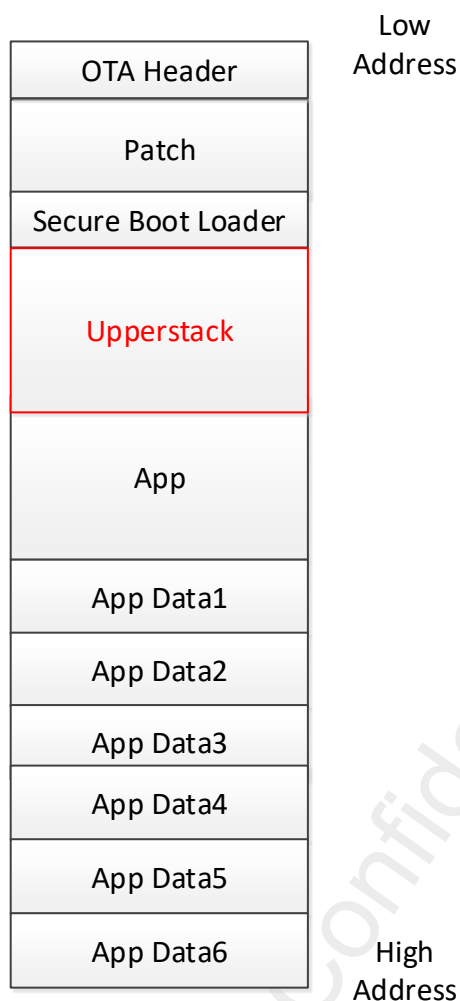 Low
Address
OTA Header
Patch
Secure Boot Loader
Upperstack
App
App Data1
App Data2
App Data3
App Data4
App Data5
App Data6
High
Address